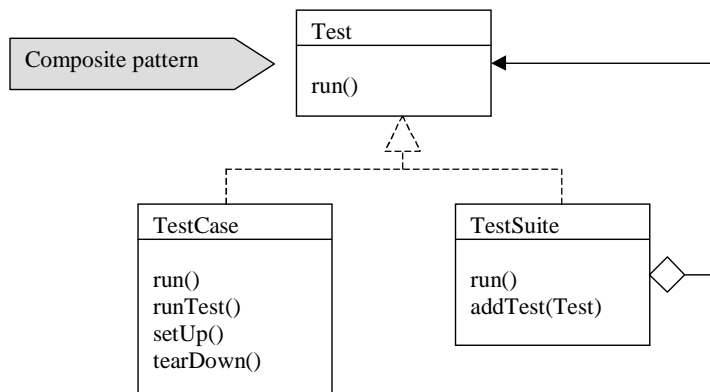 Test
Composite pattern
run()
TestCase
run()
runTest()
setUp()
tearDown()
TestSuite
run()
addTest(Test)